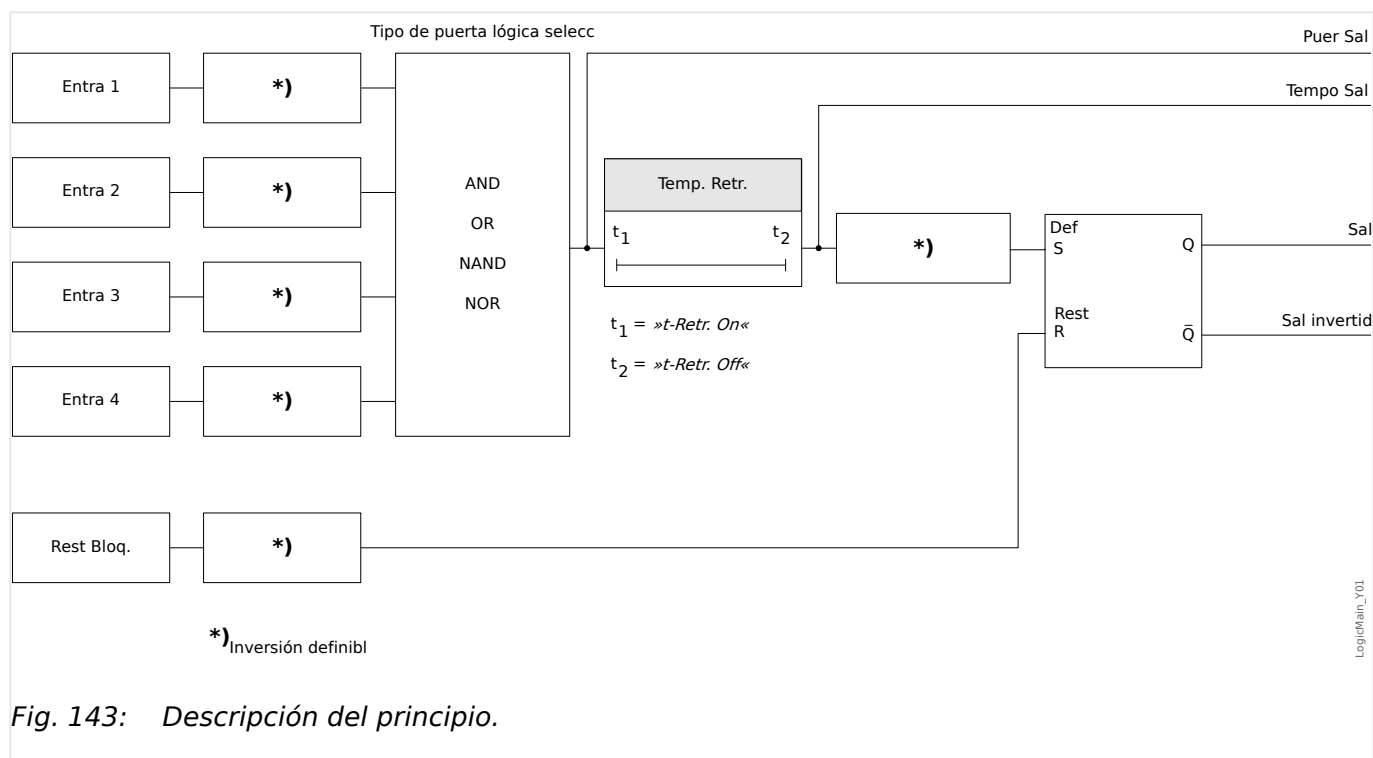 Tipo de puerta lógica selecc
Puer Sal
Entra 1
*)
Tempo Sal
Entra 2
*)
AND
OR
NAND
NOR
Temp. Retr.
t1
t2
*)
Def
S
Q
Sal
Entra 3
*)
t1 = »t-Retr. On«
t2 = »t-Retr. Off«
Rest
R
Q̅
Sal invertid
Entra 4
*)
Rest Bloq.
*)
*)Inversión definibl
LogicMain_Y01
Fig. 143: Descripción del principio.